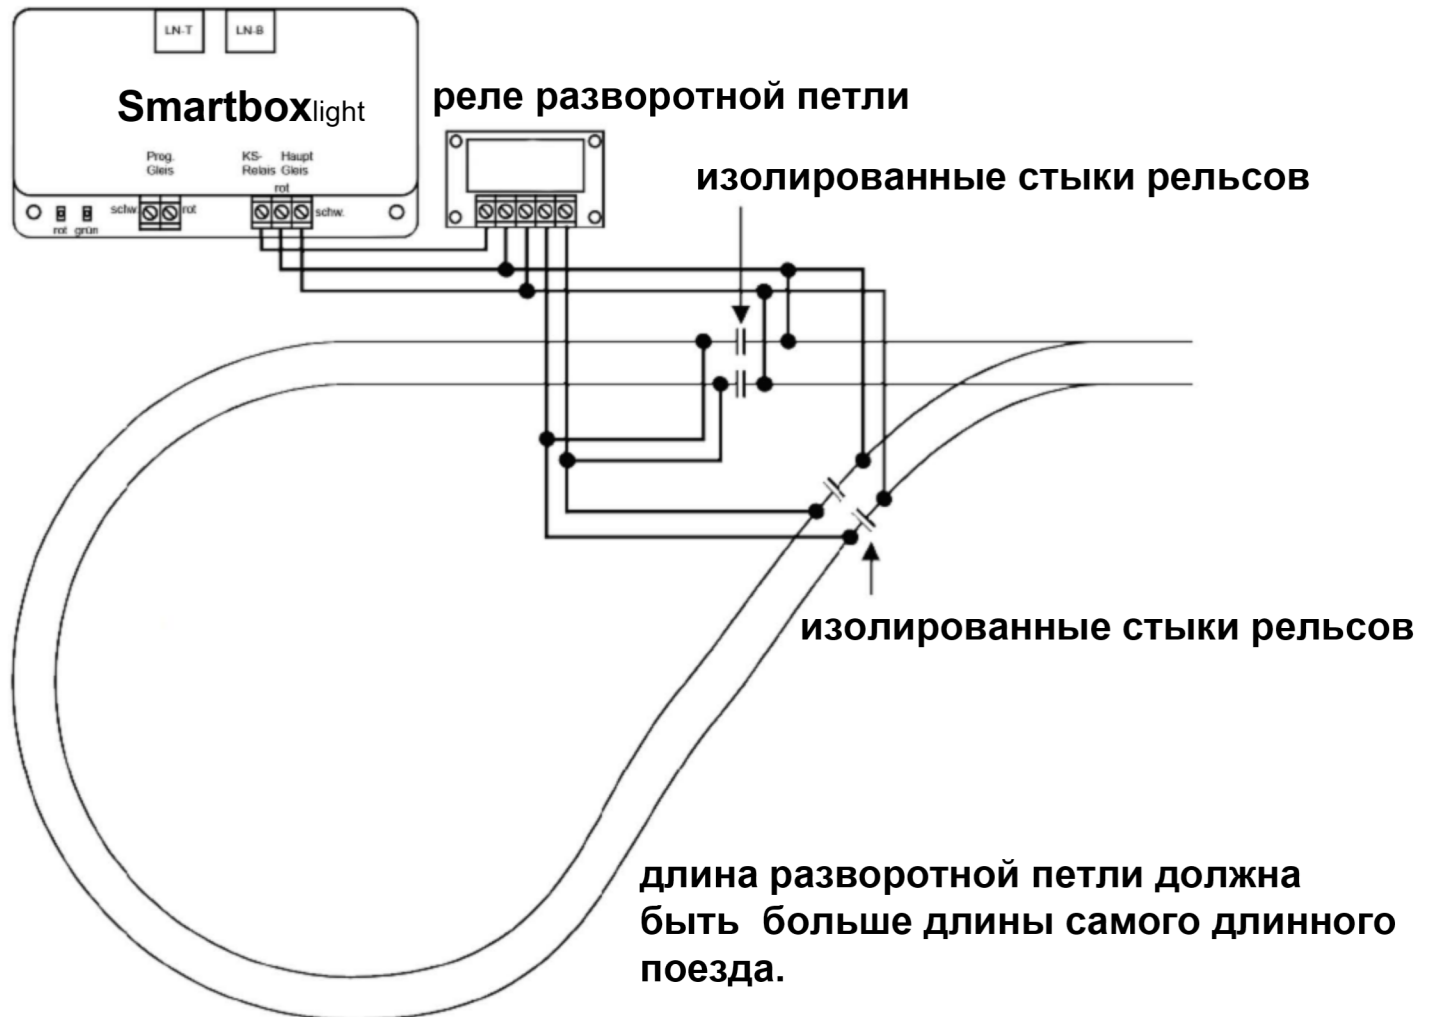 LN-T LN-B
Smartboxlight
реле разворотной петли
изолированные стыки рельсов
Prog. Gleis
KS-Relais
Haupt Gleis
rot
schw.
rot
schw.
rot grün
изолированные стыки рельсов
длина разворотной петли должна
быть больше длины самого длинного
поезда.